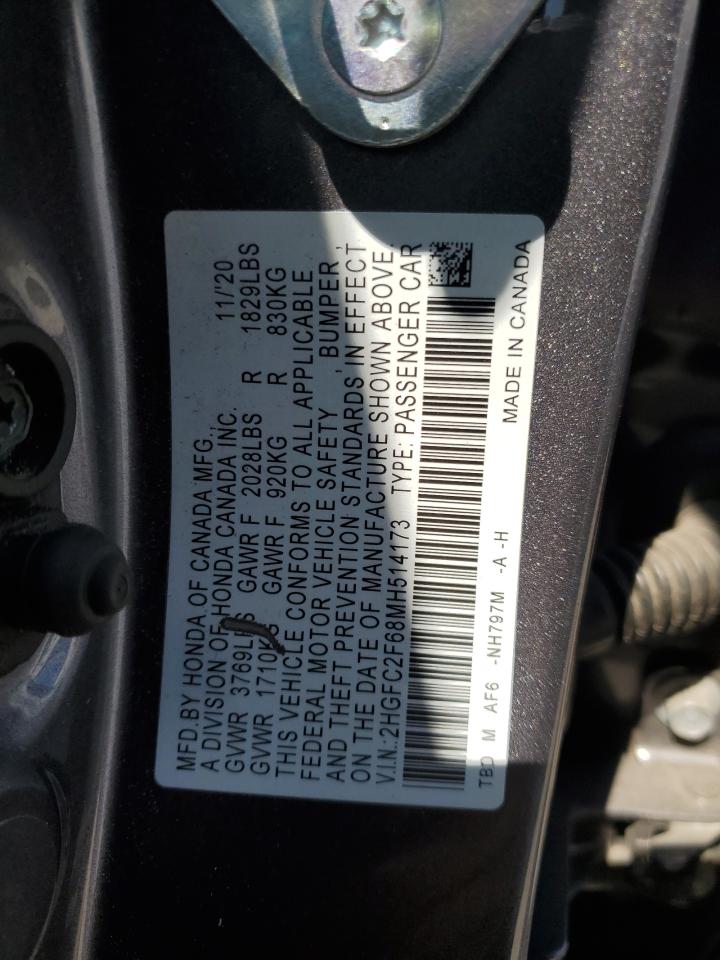 MFD.BY HONDA OF CANADA MFG., 11/'20
A DIVISION OF HONDA CANADA INC.
GVWR 3769LBS GAWR F 2028LBS R 1829LBS
GVWR 1710KG GAWR F 920KG R 830KG
THIS VEHICLE CONFORMS TO ALL APPLICABLE
FEDERAL MOTOR VEHICLE SAFETY, BUMPER,
AND THEFT PREVENTION STANDARDS, IN EFFECT
ON THE DATE OF MANUFACTURE SHOWN ABOVE.
V.I.N.:2HGFC2F68MH514173 TYPE: PASSENGER CAR
TBD M AF6 -NH797M -A -H MADE IN CANADA